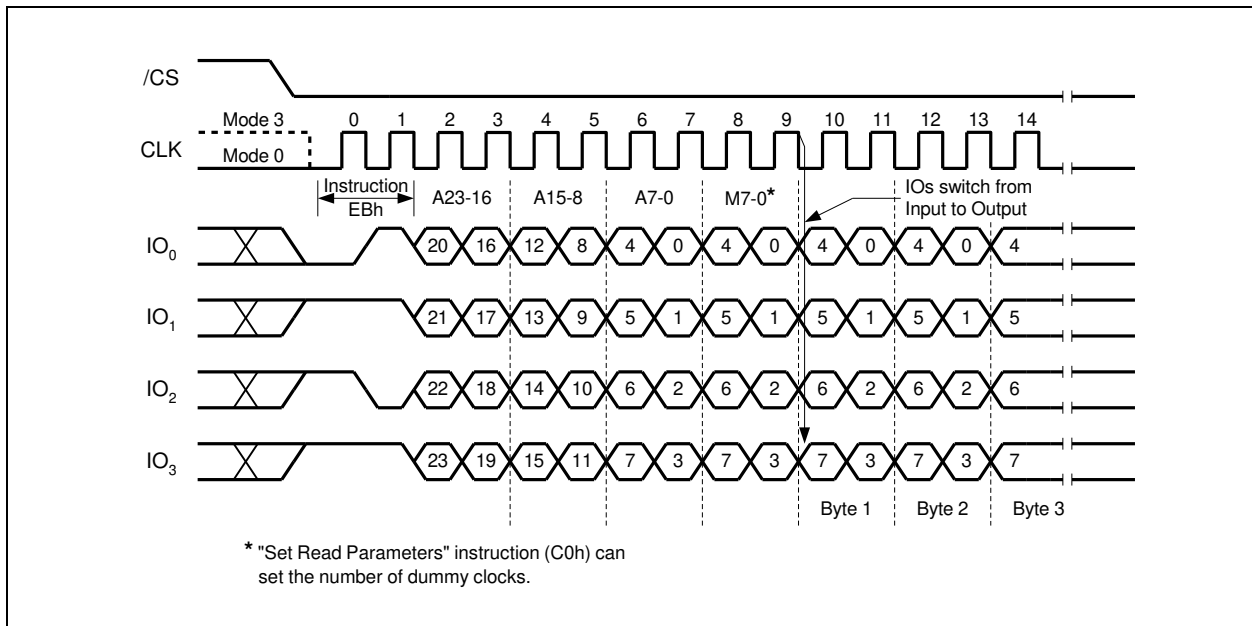 /CS
Mode 3 0 1 2 3 4 5 6 7 8 9 10 11 12 13 14
CLK
Mode 0
Instruction
EBh
A23-16 A15-8 A7-0 M7-0*
IOs switch from
Input to Output
IO0 20 16 12 8 4 0 4 0 4 0 4 0 4
IO1 21 17 13 9 5 1 5 1 5 1 5 1 5
IO2 22 18 14 10 6 2 6 2 6 2 6 2 6
IO3 23 19 15 11 7 3 7 3 7 3 7 3 7
Byte 1 Byte 2 Byte 3
* "Set Read Parameters" instruction (C0h) can
set the number of dummy clocks.